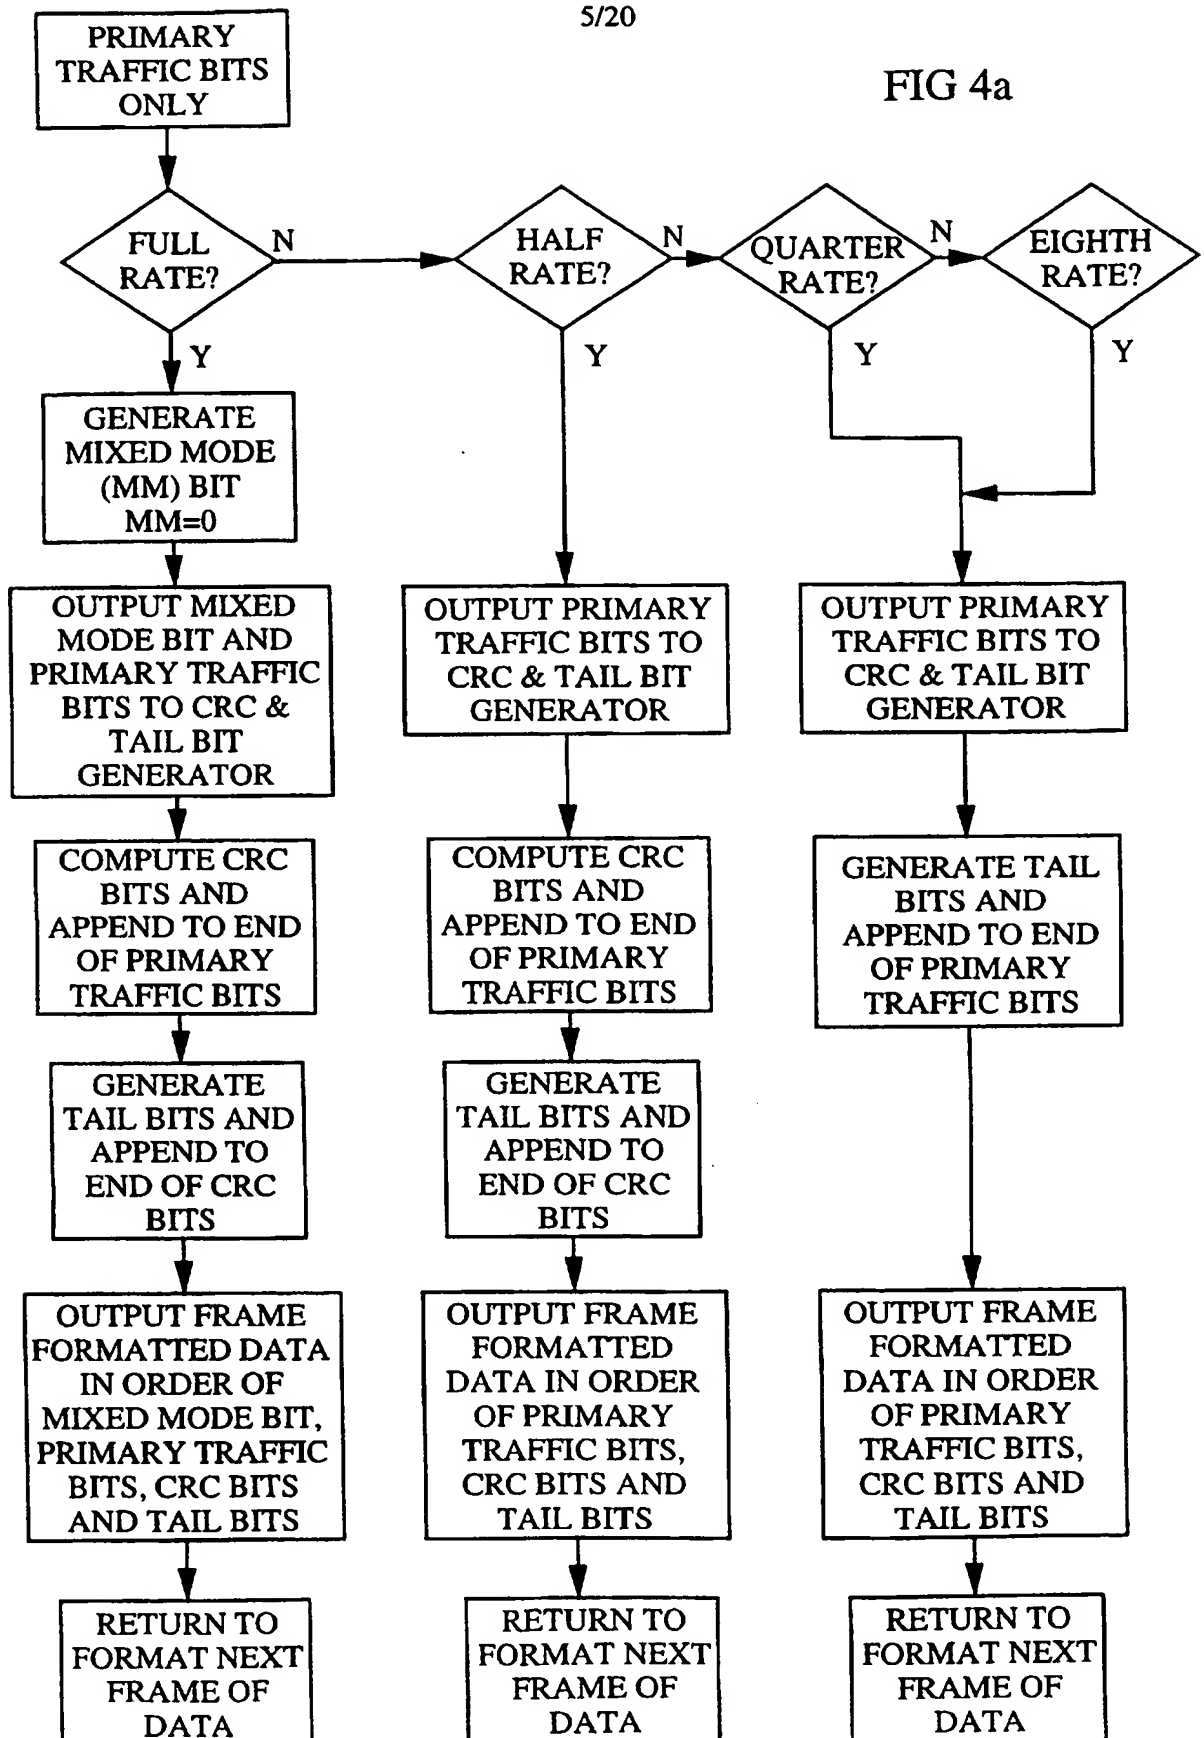 5/20
FIG 4a
PRIMARY
TRAFFIC BITS
ONLY
FULL
RATE?
N
Y
HALF
RATE?
N
Y
QUARTER
RATE?
N
Y
EIGHTH
RATE?
Y
GENERATE
MIXED MODE
(MM) BIT
MM=0
OUTPUT MIXED
MODE BIT AND
PRIMARY TRAFFIC
BITS TO CRC &
TAIL BIT
GENERATOR
COMPUTE CRC
BITS AND
APPEND TO END
OF PRIMARY
TRAFFIC BITS
GENERATE
TAIL BITS AND
APPEND TO
END OF CRC
BITS
OUTPUT FRAME
FORMATTED DATA
IN ORDER OF
MIXED MODE BIT,
PRIMARY TRAFFIC
BITS, CRC BITS
AND TAIL BITS
RETURN TO
FORMAT NEXT
FRAME OF
DATA
OUTPUT PRIMARY
TRAFFIC BITS TO
CRC & TAIL BIT
GENERATOR
COMPUTE CRC
BITS AND
APPEND TO END
OF PRIMARY
TRAFFIC BITS
GENERATE
TAIL BITS AND
APPEND TO
END OF CRC
BITS
OUTPUT FRAME
FORMATTED
DATA IN ORDER
OF PRIMARY
TRAFFIC BITS,
CRC BITS AND
TAIL BITS
RETURN TO
FORMAT NEXT
FRAME OF
DATA
OUTPUT PRIMARY
TRAFFIC BITS TO
CRC & TAIL BIT
GENERATOR
GENERATE TAIL
BITS AND
APPEND TO END
OF PRIMARY
TRAFFIC BITS
OUTPUT FRAME
FORMATTED
DATA IN ORDER
OF PRIMARY
TRAFFIC BITS,
CRC BITS AND
TAIL BITS
RETURN TO
FORMAT NEXT
FRAME OF
DATA